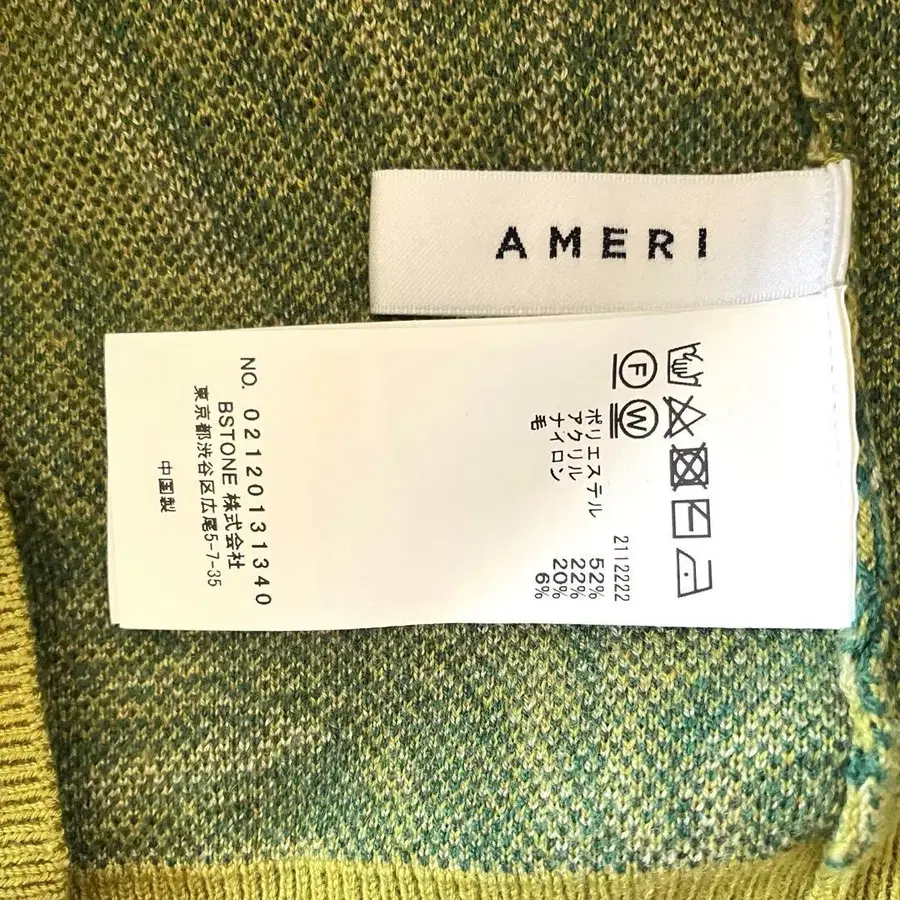 AMERI
F
W
2112222
ポリエステル 52%
アクリル 22%
ナイロン 20%
毛 6%
NO. 02120131340
BSTONE 株式会社
東京都渋谷区広尾5-7-35
中国製